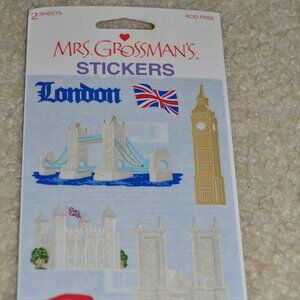 2 SHEETS
ACID FREE
MRS. GROSSMAN'S
STICKERS
London